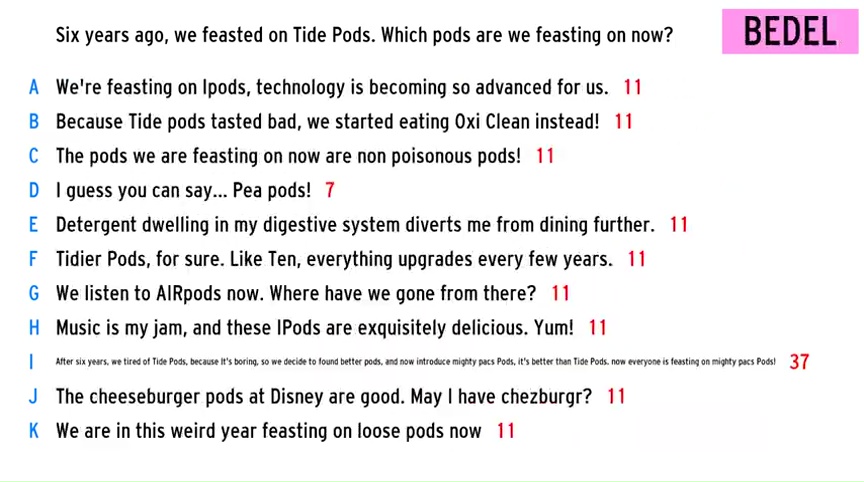 Six years ago, we feasted on Tide Pods. Which pods are we feasting on now?
BEDEL
A We're feasting on Ipods, technology is becoming so advanced for us. 11
B Because Tide pods tasted bad, we started eating Oxi Clean instead! 11
C The pods we are feasting on now are non poisonous pods! 11
D I guess you can say... Pea pods! 7
E Detergent dwelling in my digestive system diverts me from dining further. 11
F Tidier Pods, for sure. Like Ten, everything upgrades every few years. 11
G We listen to AIRpods now. Where have we gone from there? 11
H Music is my jam, and these IPods are exquisitely delicious. Yum! 11
I After six years, we tired of Tide Pods, because It's boring, so we decide to found better pods, and now introduce mighty pacs Pods, it's better than Tide Pods. now everyone is feasting on mighty pacs Pods! 37
J The cheeseburger pods at Disney are good. May I have chezburgr? 11
K We are in this weird year feasting on loose pods now 11